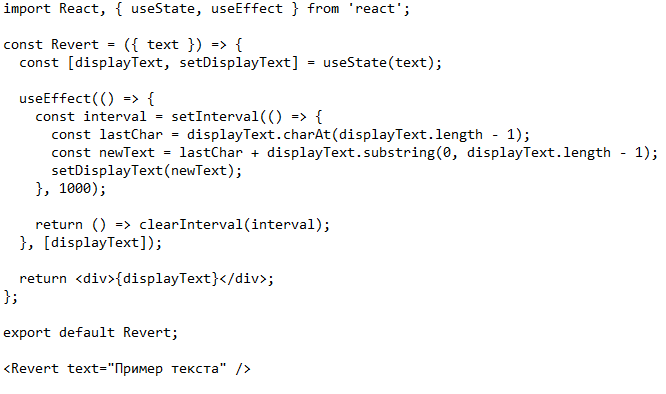 import React, { useState, useEffect } from 'react';
const Revert = ({ text }) => {
const [displayText, setDisplayText] = useState(text);
useEffect(() => {
const interval = setInterval(() => {
const lastChar = displayText.charAt(displayText.length - 1);
const newText = lastChar + displayText.substring(0, displayText.length - 1);
setDisplayText(newText);
}, 1000);
return () => clearInterval(interval);
}, [displayText]);
return <div>{displayText}</div>;
};
export default Revert;
<Revert text="Пример текста" />